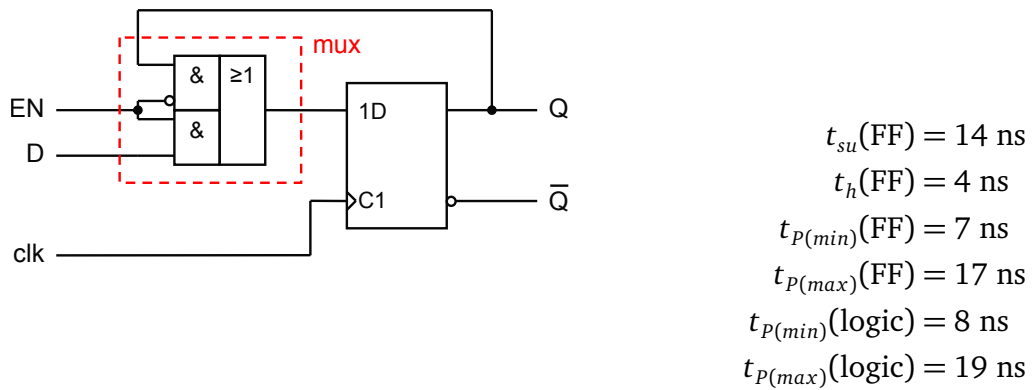 mux
& ≥1
EN
&
D
1D
C1
Q
Q̅
clk
t_su(FF) = 14 ns
t_h(FF) = 4 ns
t_P(min)(FF) = 7 ns
t_P(max)(FF) = 17 ns
t_P(min)(logic) = 8 ns
t_P(max)(logic) = 19 ns